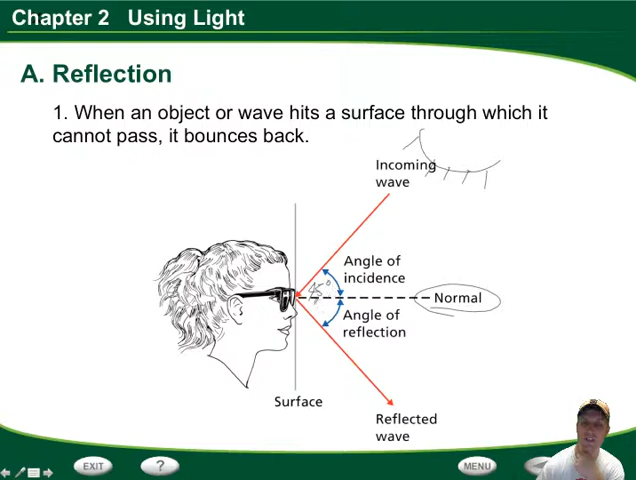 Chapter 2 Using Light
A. Reflection
1. When an object or wave hits a surface through which it
cannot pass, it bounces back.
Incoming
wave
Angle of
incidence
45°
Normal
Angle of
reflection
Surface
Reflected
wave
EXIT
?
MENU